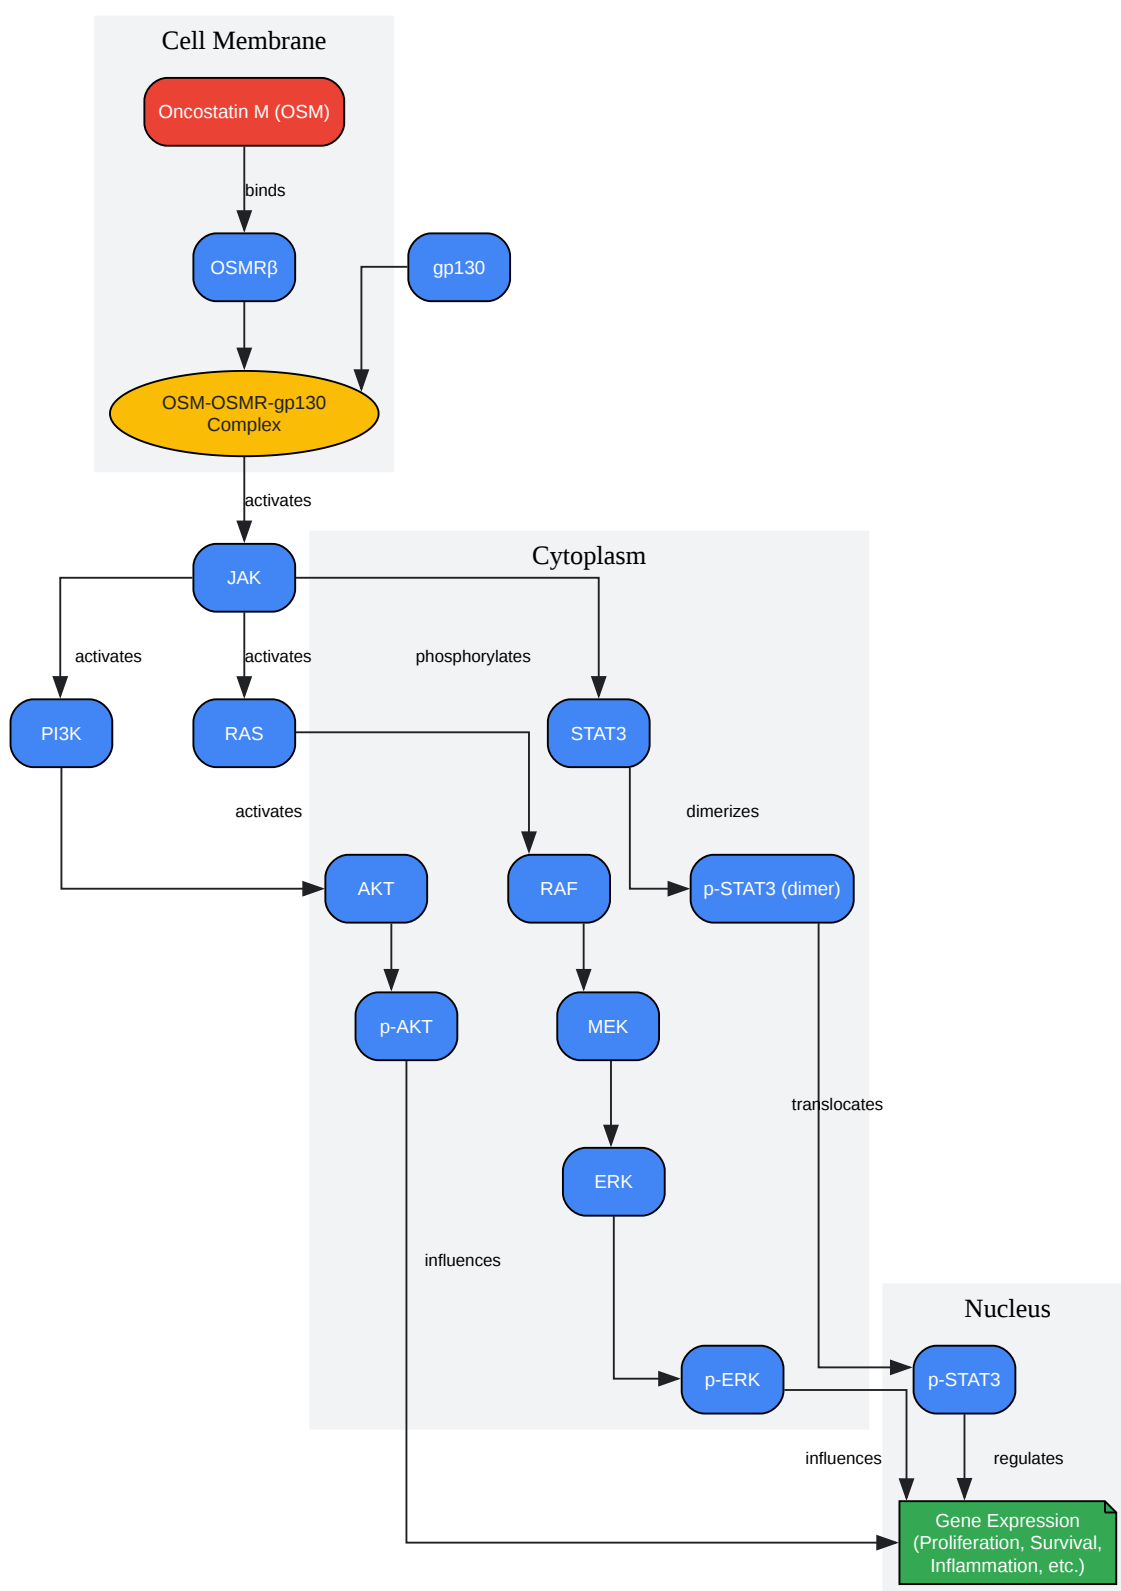 Cell Membrane
Oncostatin M (OSM)
binds
OSMRβ
gp130
OSM-OSMR-gp130
Complex
activates
Cytoplasm
JAK
activates
activates
phosphorylates
PI3K
RAS
STAT3
activates
dimerizes
AKT
RAF
p-STAT3 (dimer)
p-AKT
MEK
translocates
ERK
influences
Nucleus
p-ERK
p-STAT3
influences
regulates
Gene Expression
(Proliferation, Survival,
Inflammation, etc.)